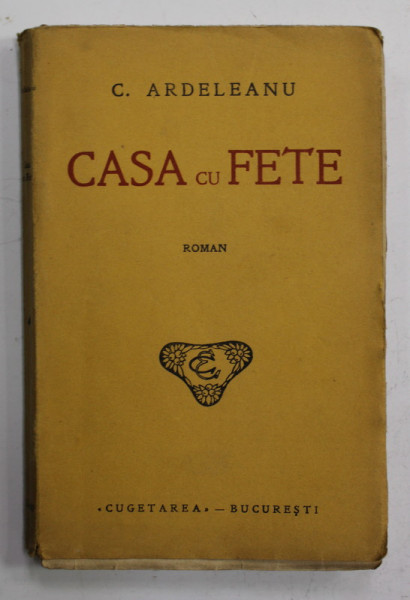 C. ARDELEANU
CASA CU FETE
ROMAN
«CUGETAREA» — BUCUREȘTI